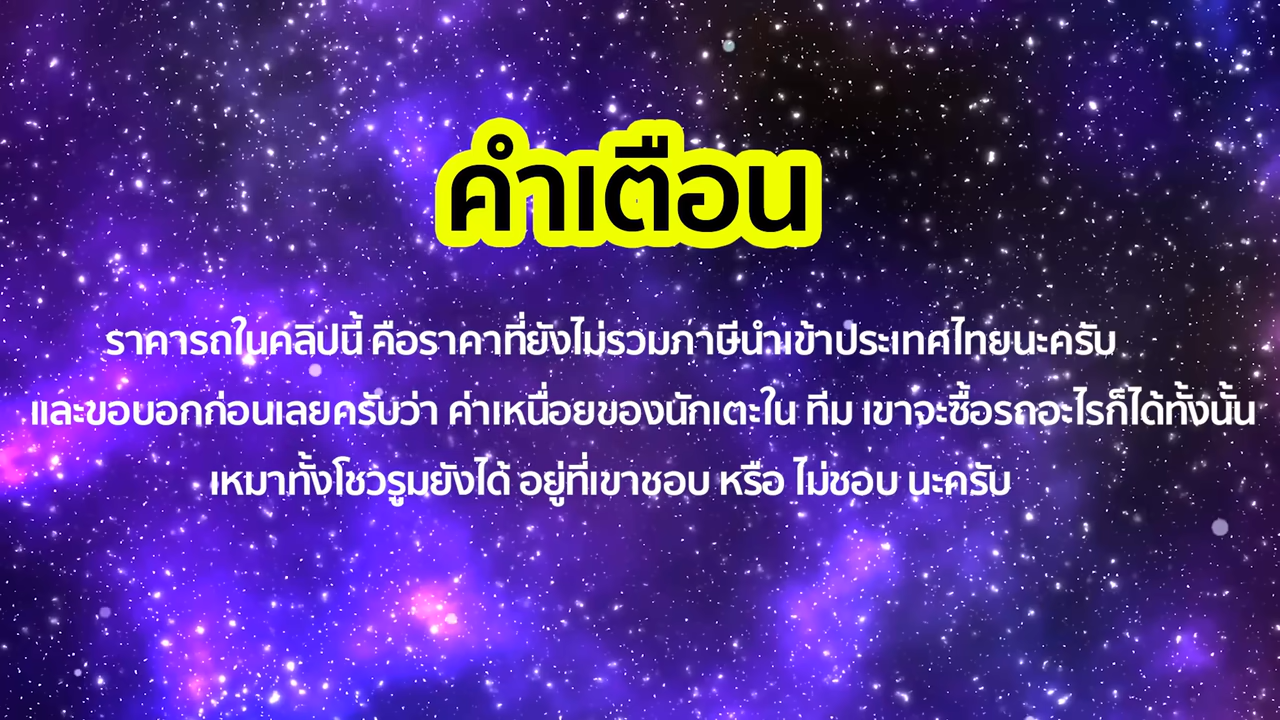 คำเตือน
ราคารถในคลิปนี้ คือราคาที่ยังไม่รวมภาษีนำเข้าประเทศไทยนะครับ
และขอบอกก่อนเลยครับว่า ค่าเหนื่อยของนักเตะใน ทีม เขาจะซื้อรถอะไรก็ได้ทั้งนั้น
เหมาทั้งโชวรูมยังได้ อยู่ที่เขาชอบ หรือ ไม่ชอบ นะครับ